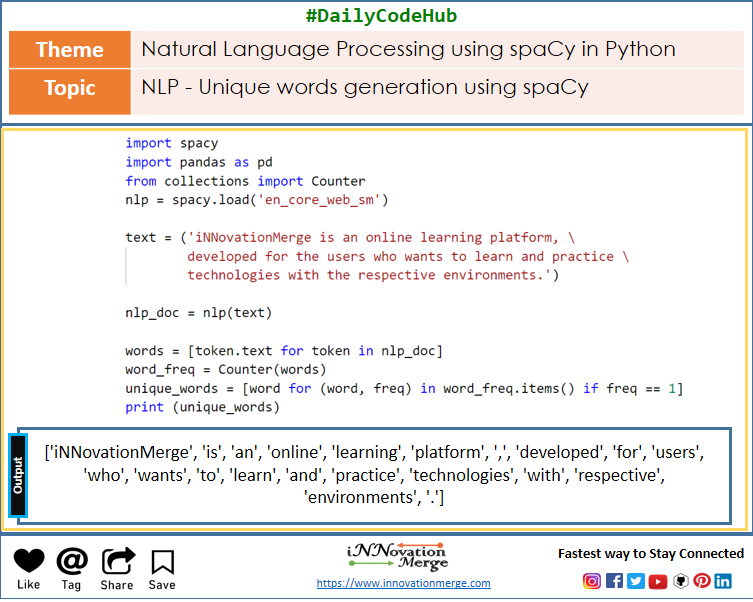 #DailyCodeHub
Theme
Natural Language Processing using spaCy in Python
Topic
NLP - Unique words generation using spaCy
import spacy
import pandas as pd
from collections import Counter
nlp = spacy.load('en_core_web_sm')
text = ('iNNovationMerge is an online learning platform, \
developed for the users who wants to learn and practice \
technologies with the respective environments.')
nlp_doc = nlp(text)
words = [token.text for token in nlp_doc]
word_freq = Counter(words)
unique_words = [word for (word, freq) in word_freq.items() if freq == 1]
print (unique_words)
Output
['iNNovationMerge', 'is', 'an', 'online', 'learning', 'platform', ',', 'developed', 'for', 'users',
'who', 'wants', 'to', 'learn', 'and', 'practice', 'technologies', 'with', 'respective',
'environments', '.']
Like
Tag
Share
Save
iNNovation
Merge
https://www.innovationmerge.com
Fastest way to Stay Connected